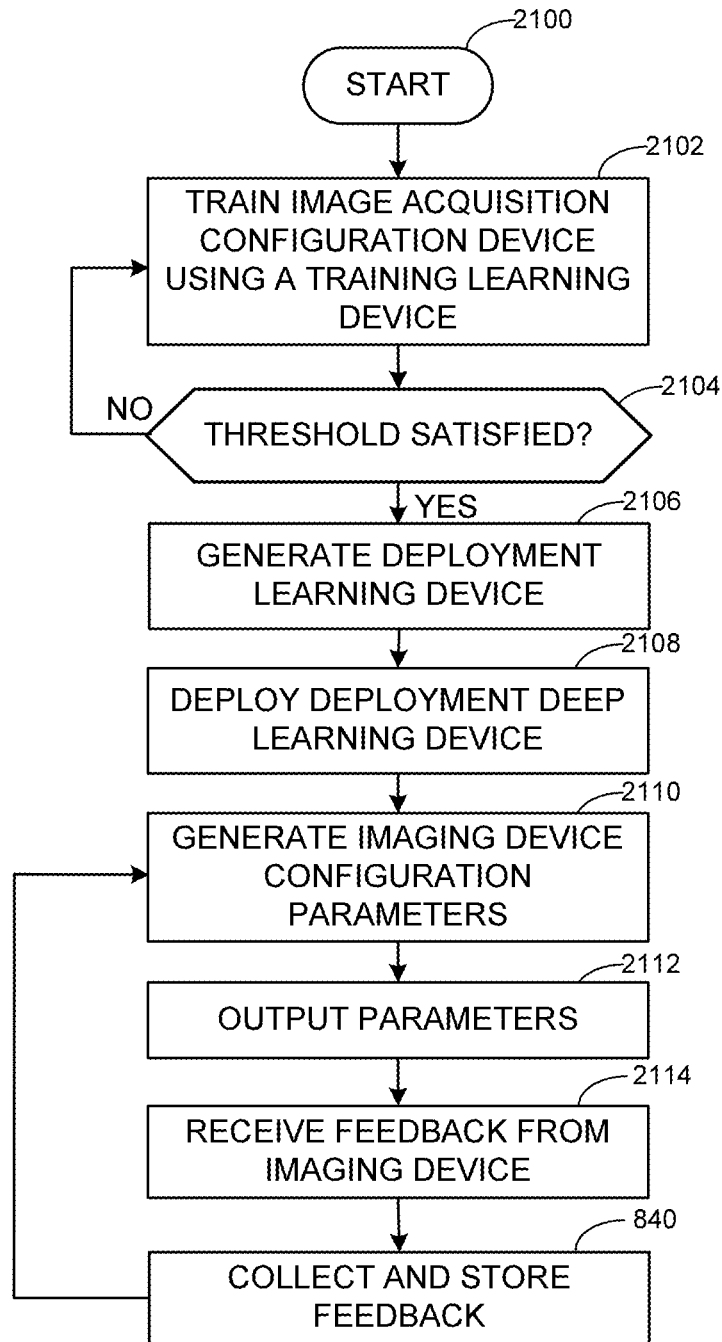 2100
START
2102
TRAIN IMAGE ACQUISITION
CONFIGURATION DEVICE
USING A TRAINING LEARNING
DEVICE
2104
NO
THRESHOLD SATISFIED?
YES
2106
GENERATE DEPLOYMENT
LEARNING DEVICE
2108
DEPLOY DEPLOYMENT DEEP
LEARNING DEVICE
2110
GENERATE IMAGING DEVICE
CONFIGURATION
PARAMETERS
2112
OUTPUT PARAMETERS
2114
RECEIVE FEEDBACK FROM
IMAGING DEVICE
840
COLLECT AND STORE
FEEDBACK